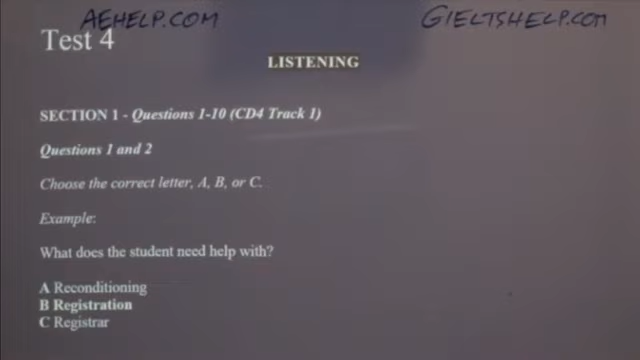 AEHELP.COM
GIELTSHELP.COM
Test 4
LISTENING
SECTION 1 - Questions 1-10 (CD4 Track 1)
Questions 1 and 2
Choose the correct letter, A, B, or C.
Example:
What does the student need help with?
A Reconditioning
B Registration
C Registrar